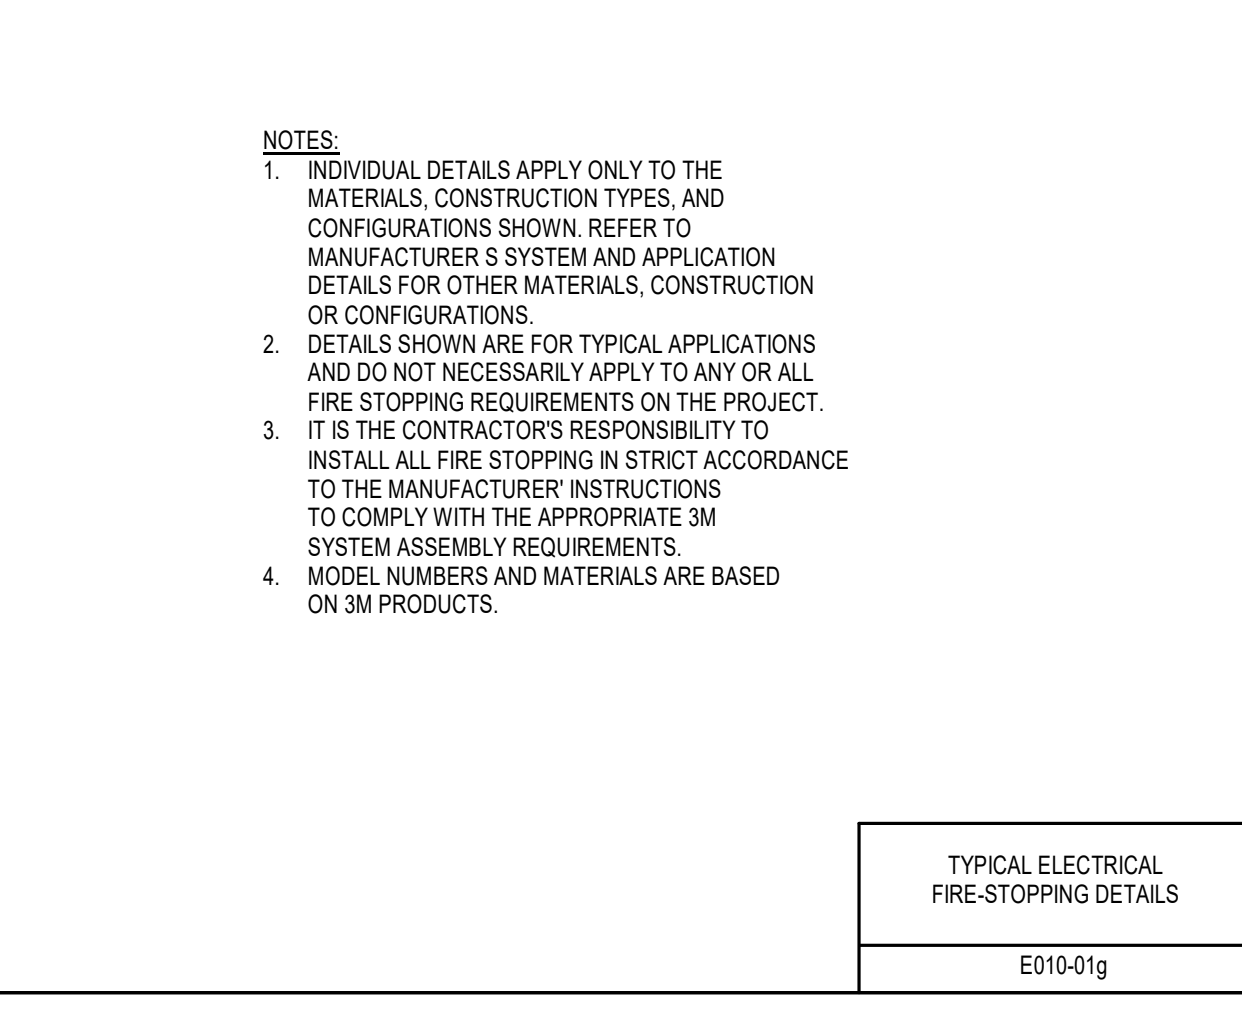 NOTES:
1. INDIVIDUAL DETAILS APPLY ONLY TO THE
MATERIALS, CONSTRUCTION TYPES, AND
CONFIGURATIONS SHOWN. REFER TO
MANUFACTURER S SYSTEM AND APPLICATION
DETAILS FOR OTHER MATERIALS, CONSTRUCTION
OR CONFIGURATIONS.
2. DETAILS SHOWN ARE FOR TYPICAL APPLICATIONS
AND DO NOT NECESSARILY APPLY TO ANY OR ALL
FIRE STOPPING REQUIREMENTS ON THE PROJECT.
3. IT IS THE CONTRACTOR'S RESPONSIBILITY TO
INSTALL ALL FIRE STOPPING IN STRICT ACCORDANCE
TO THE MANUFACTURER' INSTRUCTIONS
TO COMPLY WITH THE APPROPRIATE 3M
SYSTEM ASSEMBLY REQUIREMENTS.
4. MODEL NUMBERS AND MATERIALS ARE BASED
ON 3M PRODUCTS.
TYPICAL ELECTRICAL
FIRE-STOPPING DETAILS
E010-01g